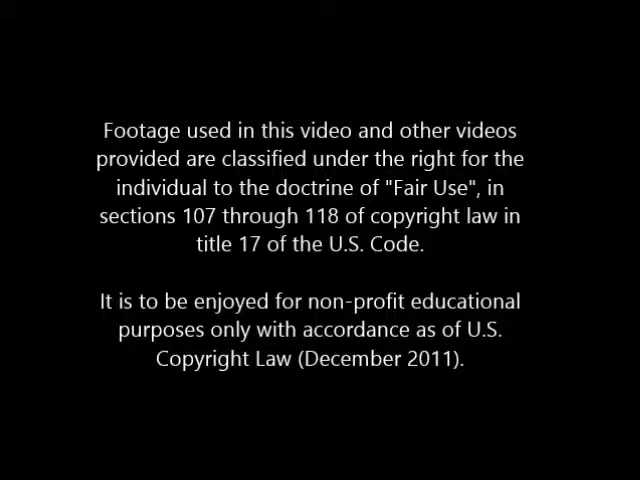 Footage used in this video and other videos
provided are classified under the right for the
individual to the doctrine of "Fair Use", in
sections 107 through 118 of copyright law in
title 17 of the U.S. Code.
It is to be enjoyed for non-profit educational
purposes only with accordance as of U.S.
Copyright Law (December 2011).